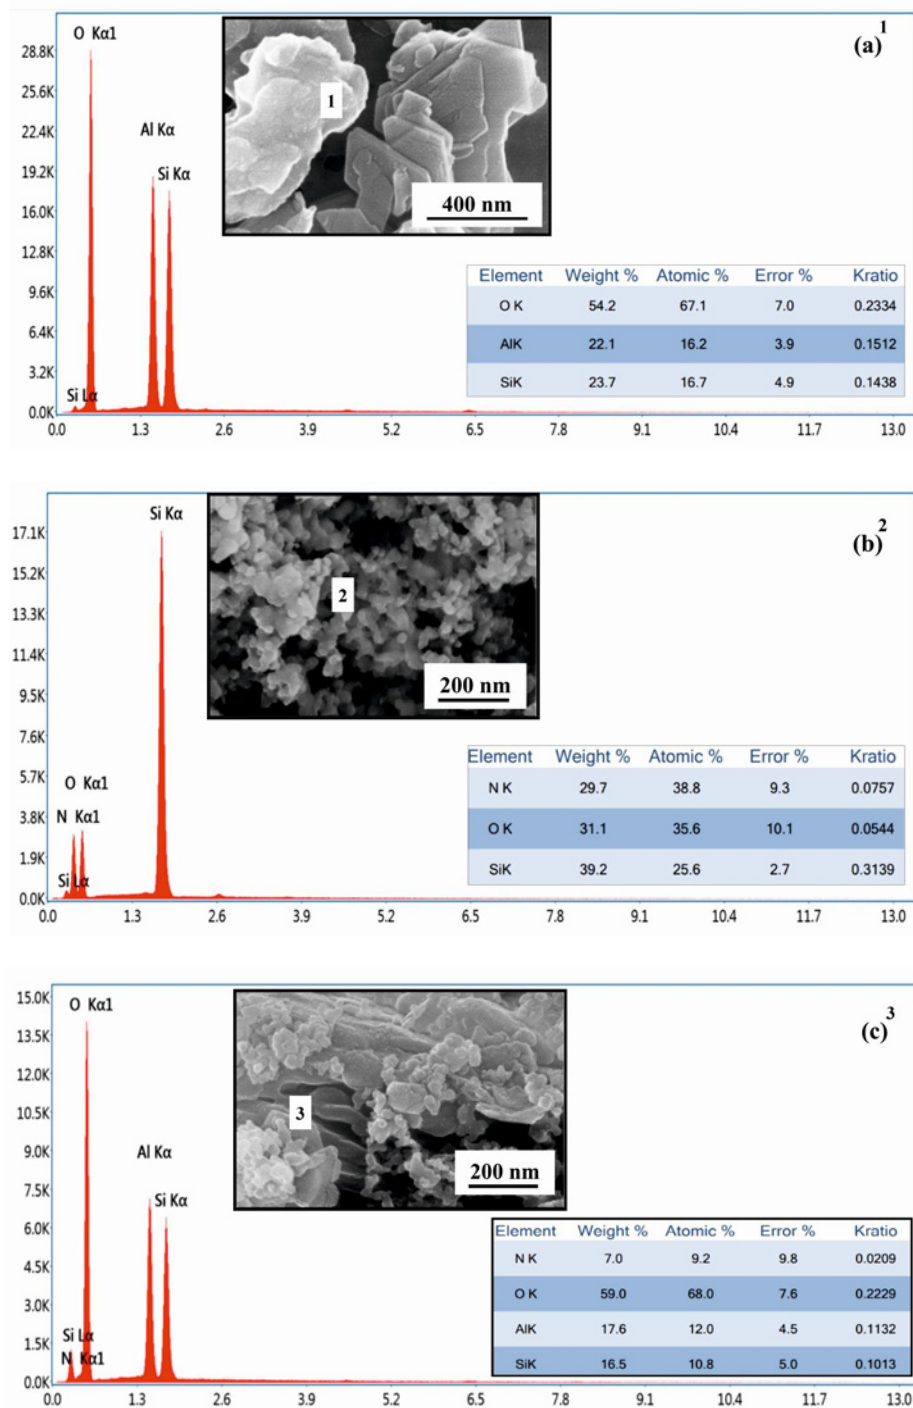 (a)1
O Kα1
28.8K
25.6K
22.4K
19.2K
16.0K
12.8K
9.6K
6.4K
3.2K
0.0K
Al Kα
Si Kα
Si Lα
1
400 nm
Element Weight % Atomic % Error % Kratio
O K 54.2 67.1 7.0 0.2334
AlK 22.1 16.2 3.9 0.1512
SiK 23.7 16.7 4.9 0.1438
0.0 1.3 2.6 3.9 5.2 6.5 7.8 9.1 10.4 11.7 13.0
(b)2
Si Kα
17.1K
15.2K
13.3K
11.4K
9.5K
7.6K
5.7K
3.8K
1.9K
0.0K
O Kα1
N Kα1
Si Lα
2
200 nm
Element Weight % Atomic % Error % Kratio
N K 29.7 38.8 9.3 0.0757
O K 31.1 35.6 10.1 0.0544
SiK 39.2 25.6 2.7 0.3139
0.0 1.3 2.6 3.9 5.2 6.5 7.8 9.1 10.4 11.7 13.0
(c)3
15.0K
13.5K
12.0K
10.5K
9.0K
7.5K
6.0K
4.5K
3.0K
1.5K
0.0K
O Kα1
Al Kα
Si Kα
Si Lα
N Kα1
3
200 nm
Element Weight % Atomic % Error % Kratio
N K 7.0 9.2 9.8 0.0209
O K 59.0 68.0 7.6 0.2229
AlK 17.6 12.0 4.5 0.1132
SiK 16.5 10.8 5.0 0.1013
0.0 1.3 2.6 3.9 5.2 6.5 7.8 9.1 10.4 11.7 13.0